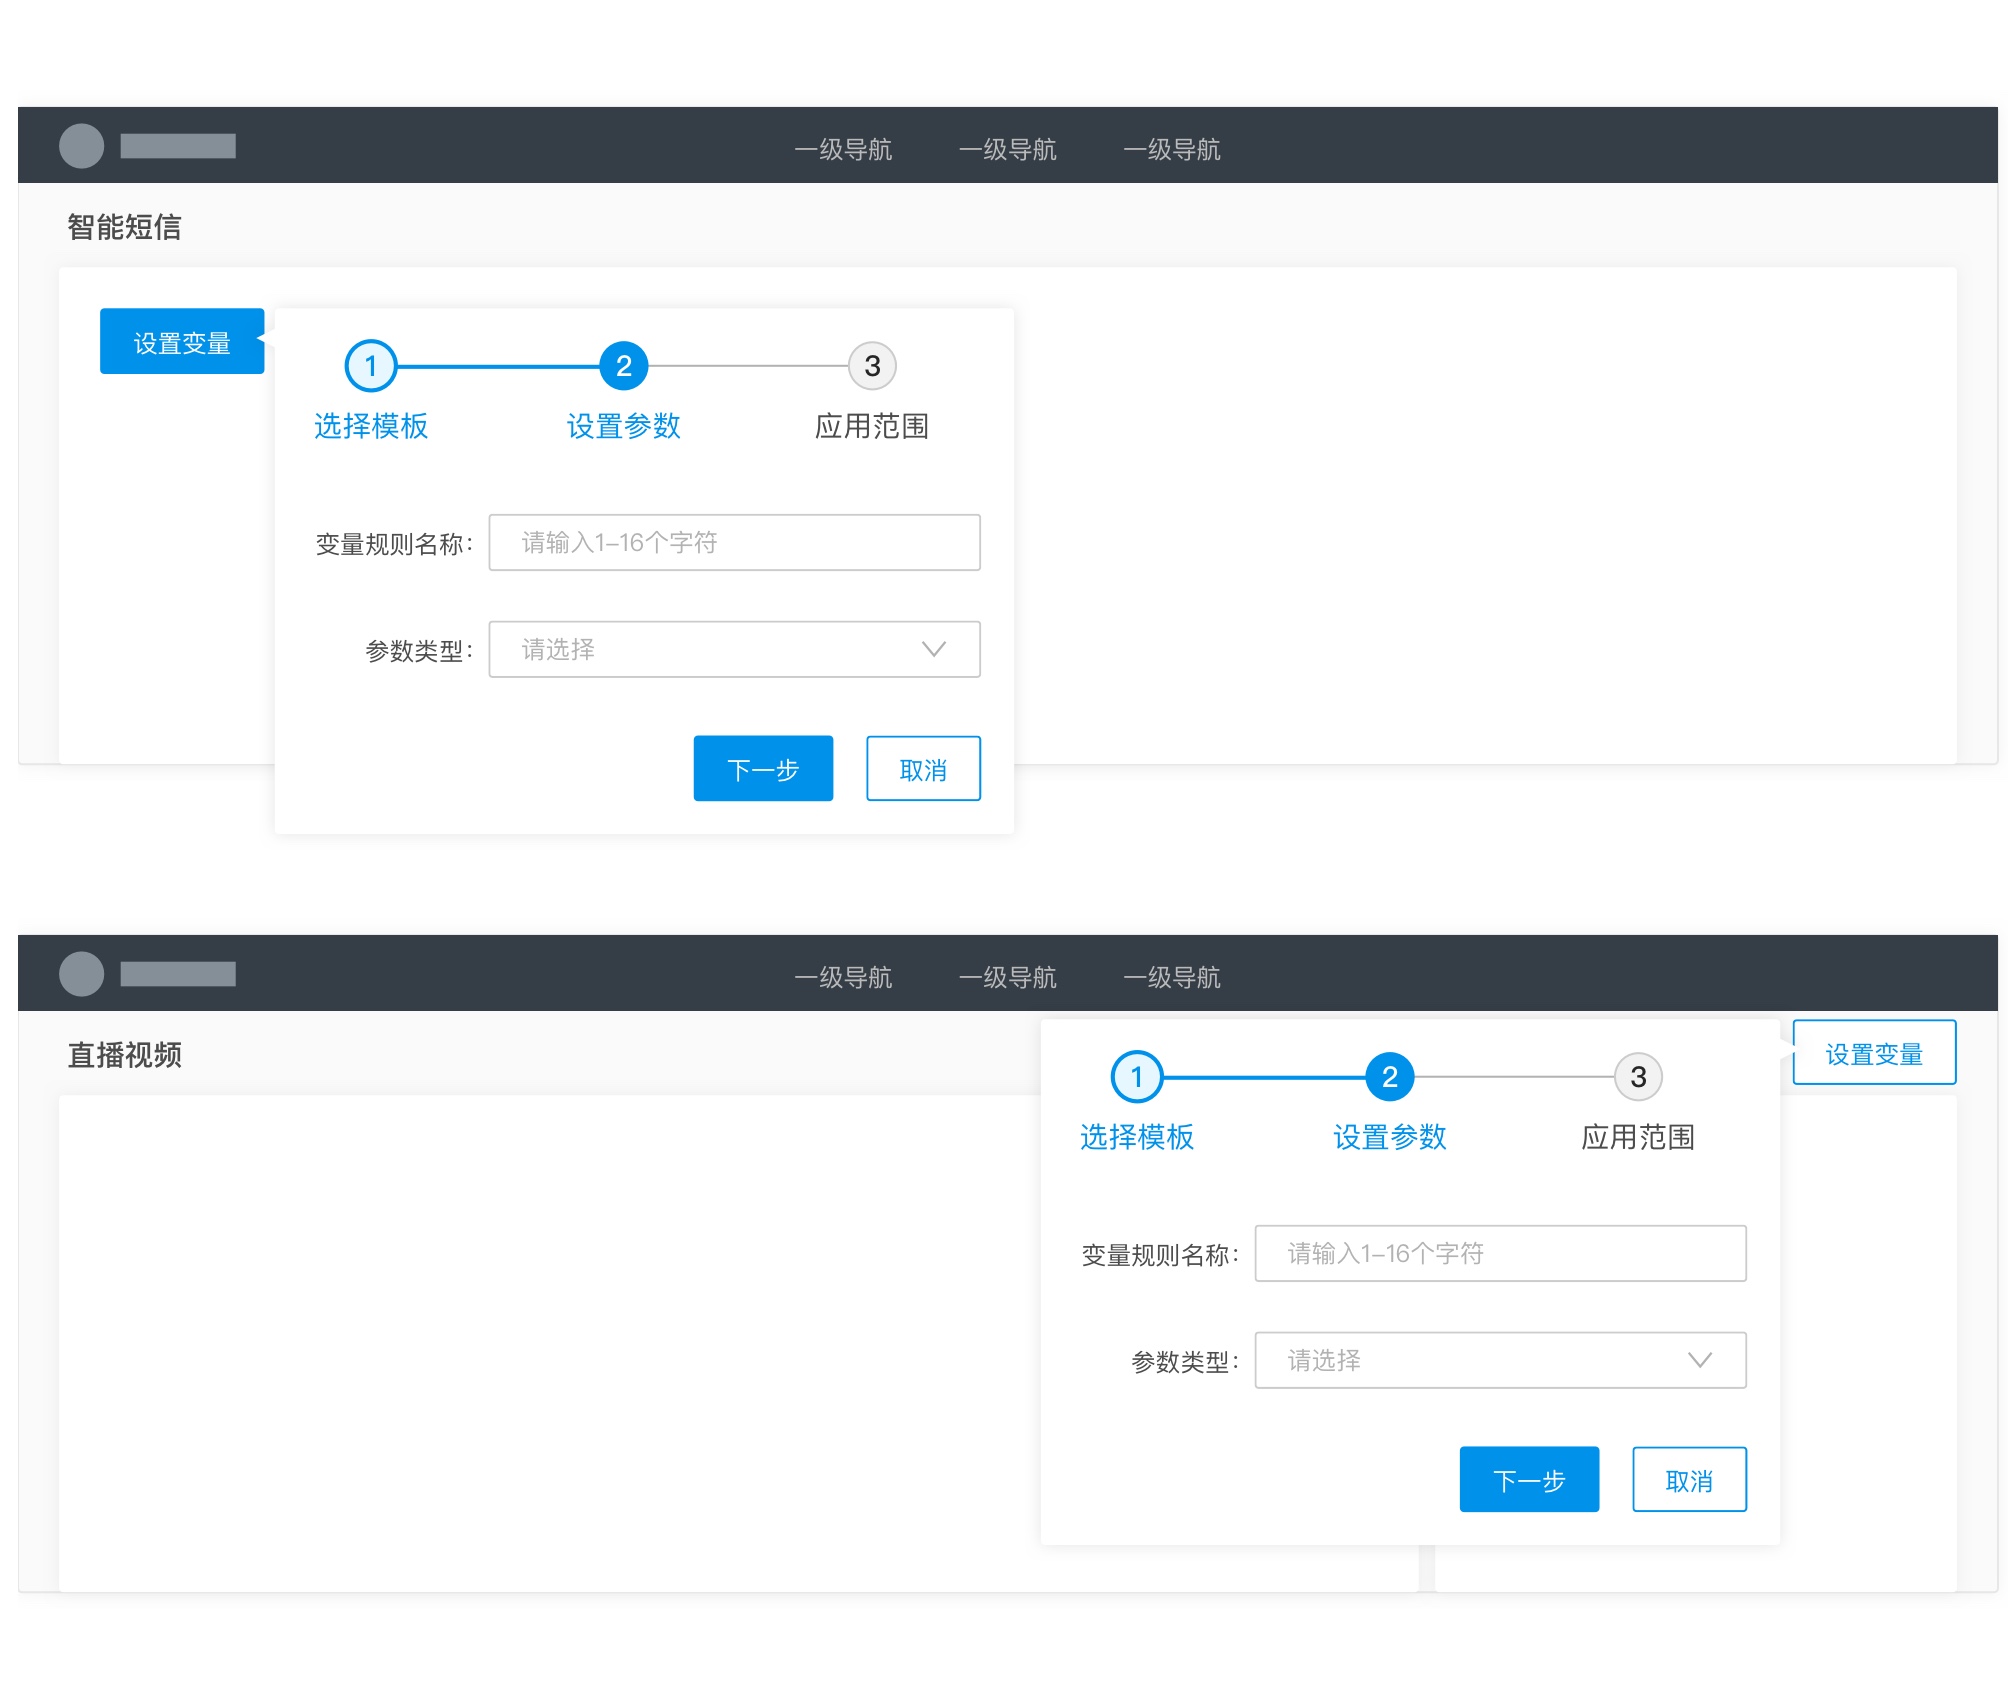 一级导航 一级导航 一级导航
智能短信
设置变量
1 2 3
选择模板 设置参数 应用范围
变量规则名称： 请输入1-16个字符
参数类型： 请选择
下一步 取消
一级导航 一级导航 一级导航
直播视频
设置变量
1 2 3
选择模板 设置参数 应用范围
变量规则名称： 请输入1-16个字符
参数类型： 请选择
下一步 取消